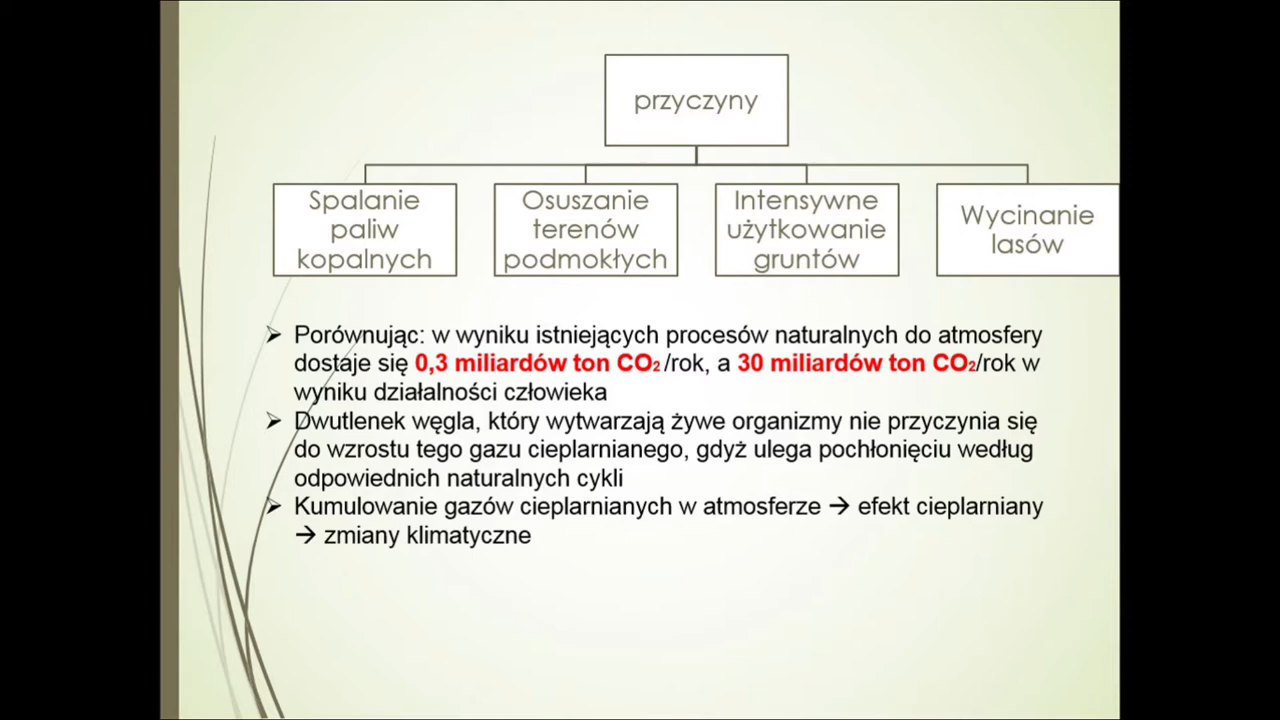 przyczyny
Spalanie
paliw
kopalnych
Osuszanie
terenów
podmokłych
Intensywne
użytkowanie
gruntów
Wycinanie
lasów
Porównując: w wyniku istniejących procesów naturalnych do atmosfery
dostaje się 0,3 miliardów ton CO₂ /rok, a 30 miliardów ton CO₂/rok w
wyniku działalności człowieka
Dwutlenek węgla, który wytwarzają żywe organizmy nie przyczynia się
do wzrostu tego gazu cieplarnianego, gdyż ulega pochłonięciu według
odpowiednich naturalnych cykli
Kumulowanie gazów cieplarnianych w atmosferze → efekt cieplarniany
→ zmiany klimatyczne